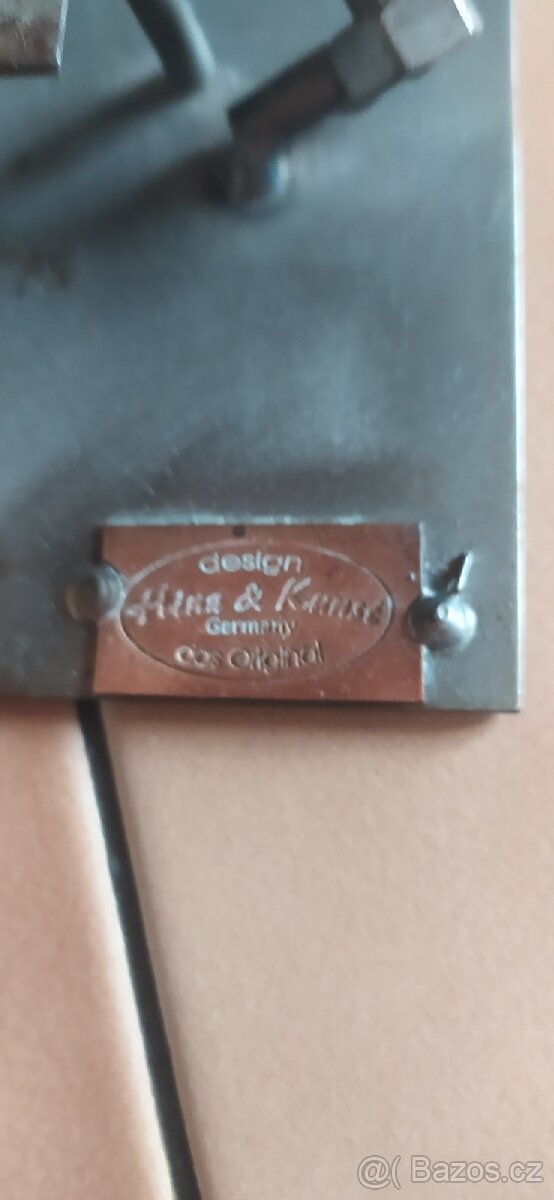 design
Hinz & Kunst
Germany
das Original
@( Bazos.cz